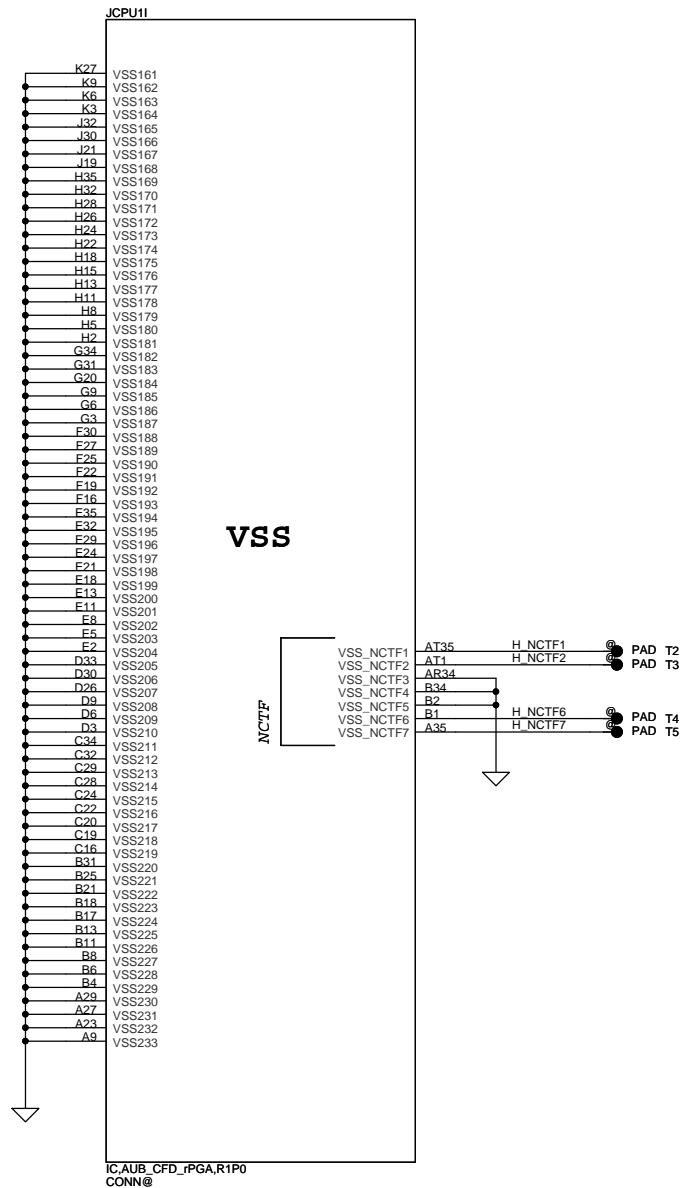 JCPU1I
K27 VSS161
K9 VSS162
K6 VSS163
K3 VSS164
J32 VSS165
J30 VSS166
J21 VSS167
J19 VSS168
H35 VSS169
H32 VSS170
H28 VSS171
H26 VSS172
H24 VSS173
H22 VSS174
H18 VSS175
H15 VSS176
H13 VSS177
H11 VSS178
H8 VSS179
H5 VSS180
H2 VSS181
G34 VSS182
G31 VSS183
G20 VSS184
G9 VSS185
G6 VSS186
G3 VSS187
F30 VSS188
F27 VSS189
F25 VSS190
F22 VSS191
F19 VSS192
F16 VSS193
E35 VSS194
E32 VSS195
E29 VSS196
E24 VSS197
E21 VSS198
E18 VSS199
E13 VSS200
E11 VSS201
E8 VSS202
E5 VSS203
E2 VSS204
D33 VSS205
D30 VSS206
D26 VSS207
D9 VSS208
D6 VSS209
D3 VSS210
C34 VSS211
C32 VSS212
C29 VSS213
C28 VSS214
C24 VSS215
C22 VSS216
C20 VSS217
C19 VSS218
C16 VSS219
B31 VSS220
B25 VSS221
B21 VSS222
B18 VSS223
B17 VSS224
B13 VSS225
B11 VSS226
B8 VSS227
B6 VSS228
B4 VSS229
A29 VSS230
A27 VSS231
A23 VSS232
A9 VSS233
VSS
NCTF
VSS_NCTF1 AT35 H_NCTF1 @ PAD T2
VSS_NCTF2 AT1 H_NCTF2 @ PAD T3
VSS_NCTF3 AR34
VSS_NCTF4 B34
VSS_NCTF5 B2
VSS_NCTF6 B1 H_NCTF6 @ PAD T4
VSS_NCTF7 A35 H_NCTF7 @ PAD T5
IC,AUB_CFD_rPGA,R1P0
CONN@